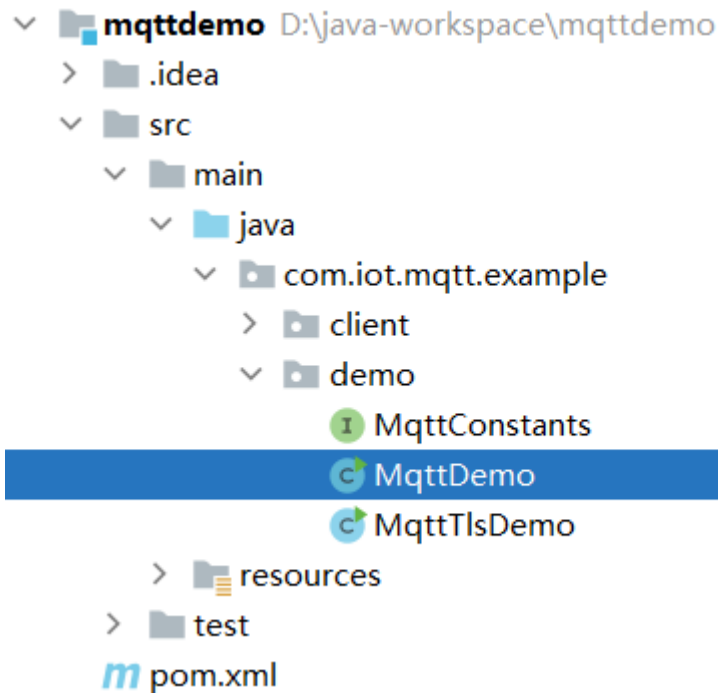 mqttdemo D:\java-workspace\mqttdemo
.idea
src
main
java
com.iot.mqtt.example
client
demo
I MqttConstants
C MqttDemo
C MqttTlsDemo
resources
test
m pom.xml